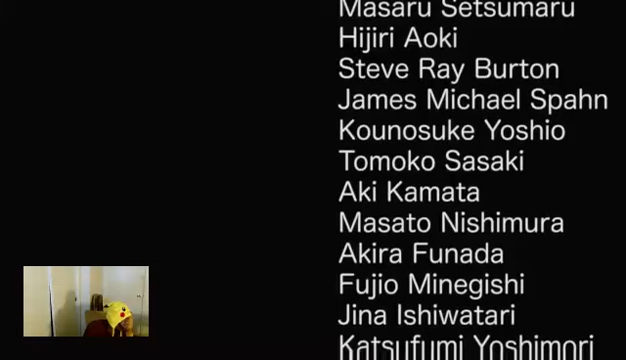 Masaru Setsumaru
Hijiri Aoki
Steve Ray Burton
James Michael Spahn
Kounosuke Yoshio
Tomoko Sasaki
Aki Kamata
Masato Nishimura
Akira Funada
Fujio Minegishi
Jina Ishiwatari
Katsufumi Yoshimori